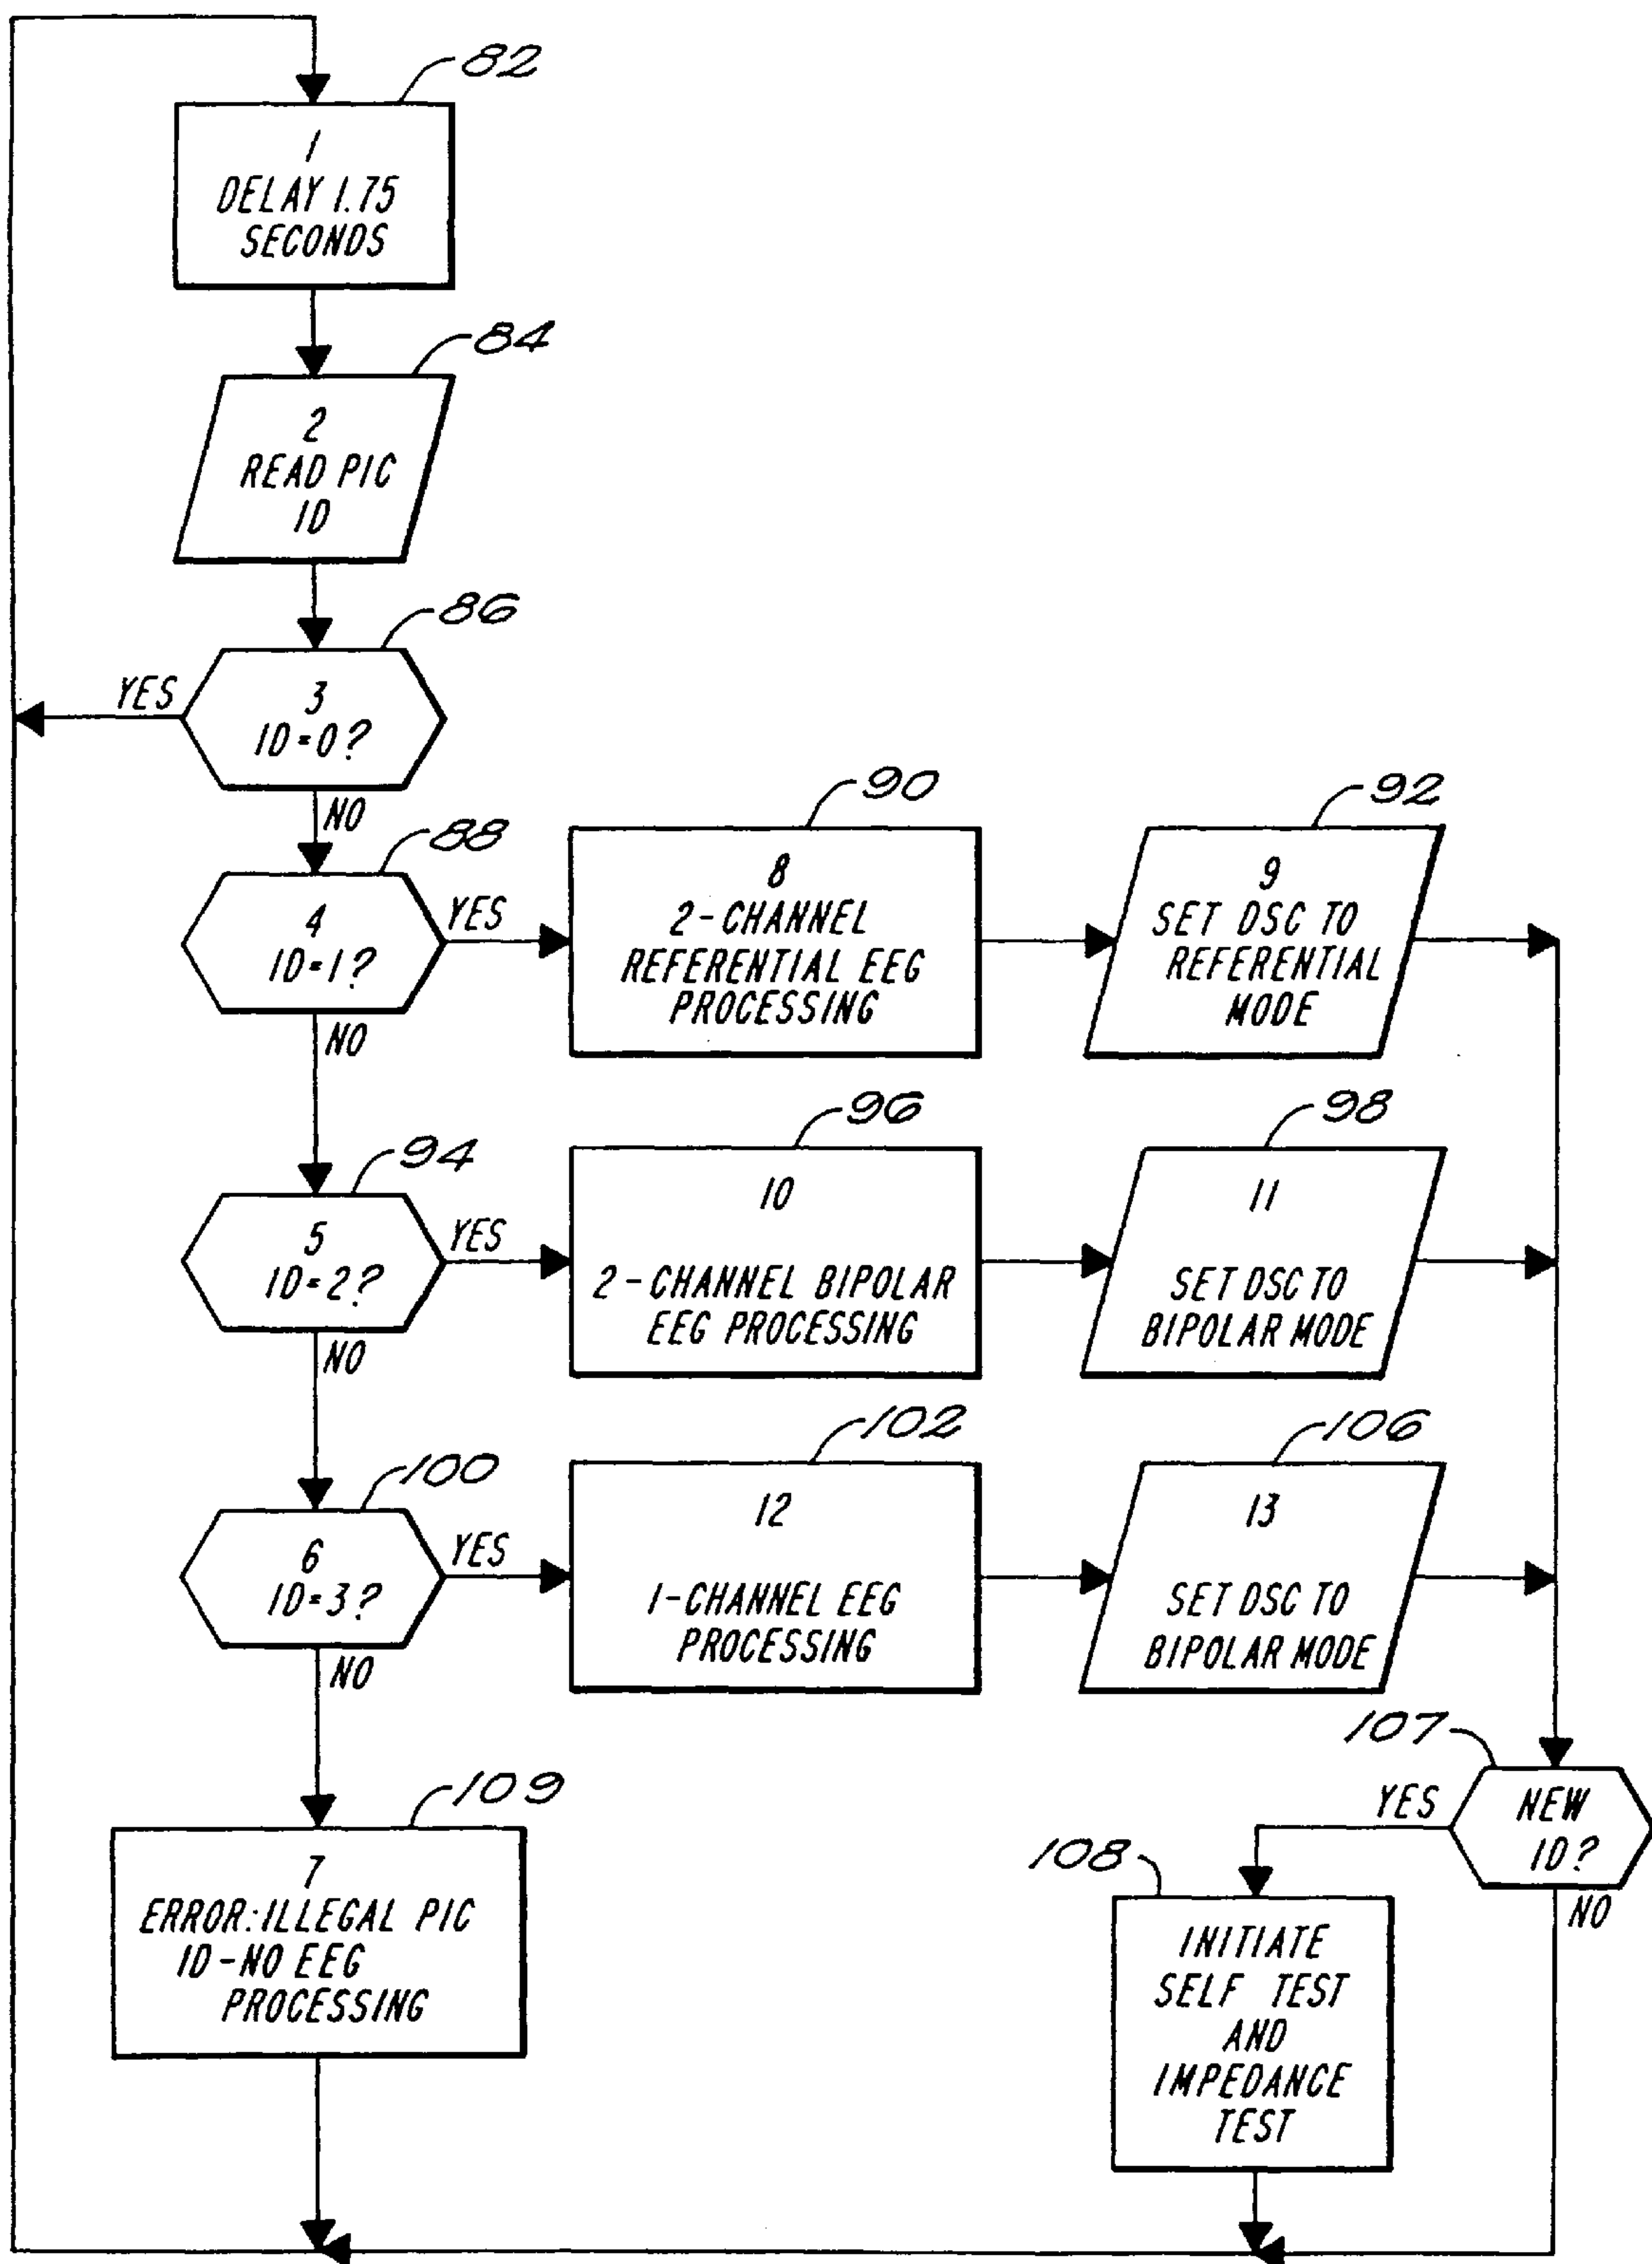 82
1
DELAY 1.75
SECONDS
84
2
READ PIC
ID
86
3
ID=0?
YES
NO
88
4
ID=1?
YES
NO
90
8
2-CHANNEL
REFERENTIAL EEG
PROCESSING
92
9
SET DSC TO
REFERENTIAL
MODE
94
5
ID=2?
YES
NO
96
10
2-CHANNEL BIPOLAR
EEG PROCESSING
98
11
SET DSC TO
BIPOLAR MODE
100
6
ID=3?
YES
NO
102
12
1-CHANNEL EEG
PROCESSING
106
13
SET DSC TO
BIPOLAR MODE
107
NEW
ID?
YES
NO
109
7
ERROR:ILLEGAL PIC
ID-NO EEG
PROCESSING
108
INITIATE
SELF TEST
AND
IMPEDANCE
TEST